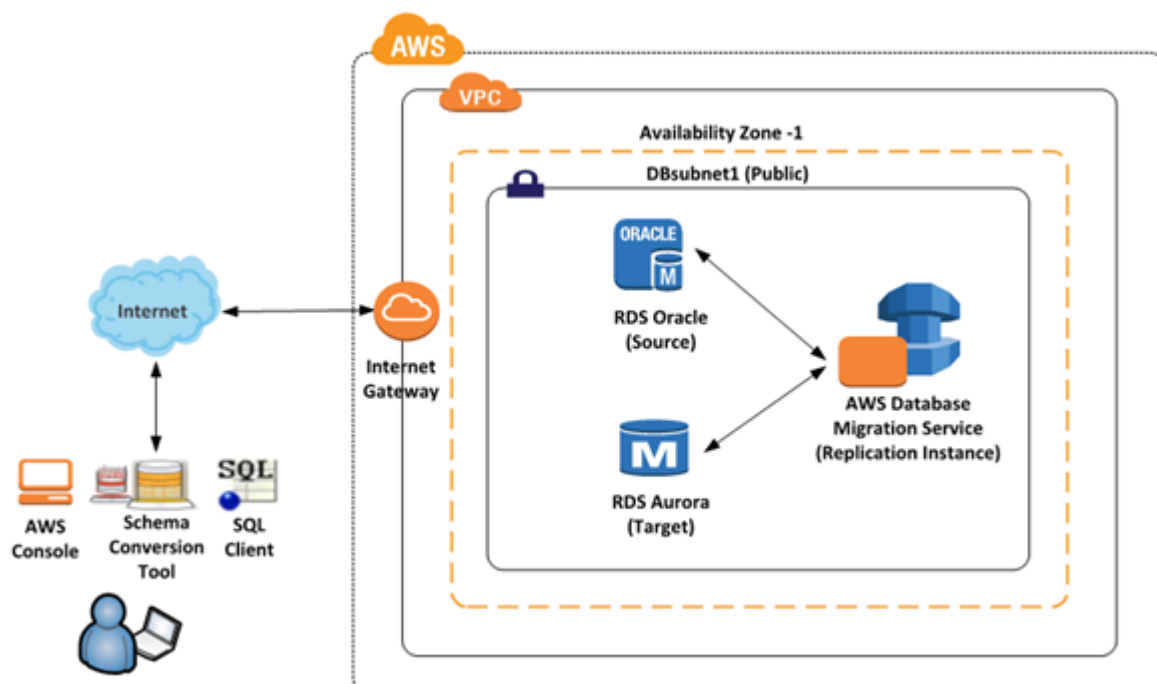 AWS
VPC
Availability Zone -1
DBsubnet1 (Public)
ORACLE
M
RDS Oracle
(Source)
Internet
Internet
Gateway
AWS Database
Migration Service
(Replication Instance)
M
RDS Aurora
(Target)
AWS
Console
Schema
Conversion
Tool
SQL
SQL
Client